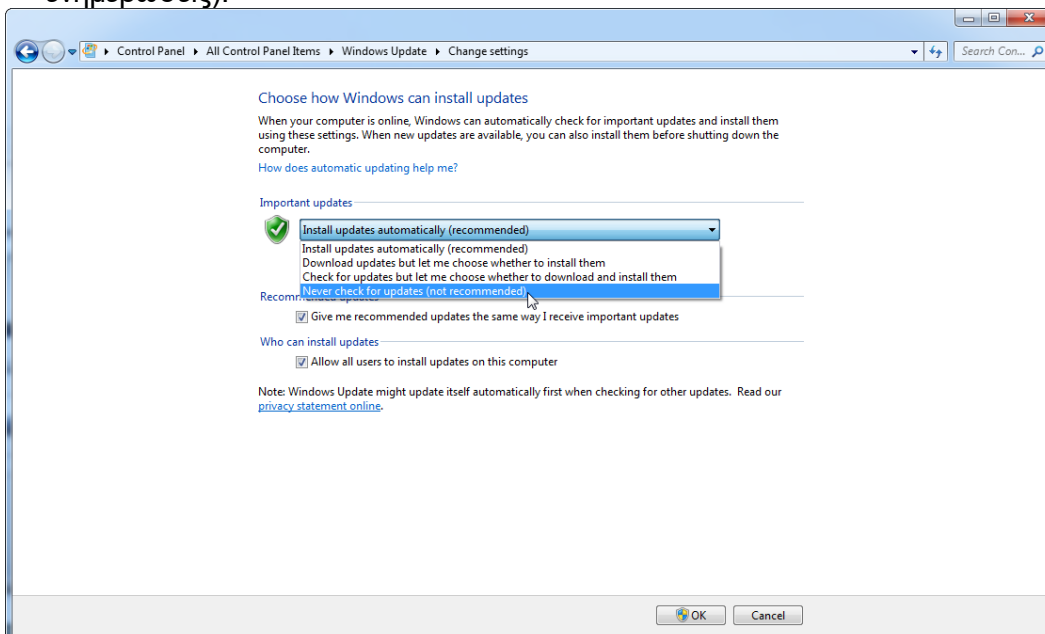 ενημερώσεις).
Control Panel All Control Panel Items Windows Update Change settings
Search Con...
Choose how Windows can install updates
When your computer is online, Windows can automatically check for important updates and install them
using these settings. When new updates are available, you can also install them before shutting down the
computer.
How does automatic updating help me?
Important updates
Install updates automatically (recommended)
Install updates automatically (recommended)
Download updates but let me choose whether to install them
Check for updates but let me choose whether to download and install them
Never check for updates (not recommended)
Recommended updates
Give me recommended updates the same way I receive important updates
Who can install updates
Allow all users to install updates on this computer
Note: Windows Update might update itself automatically first when checking for other updates. Read our
privacy statement online.
OK Cancel